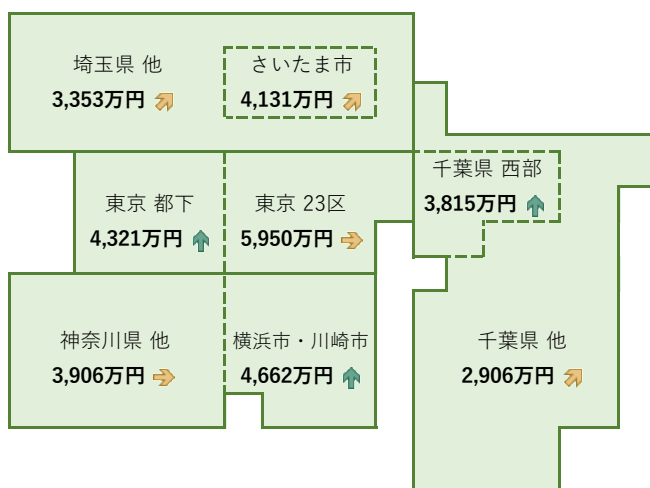 埼玉県 他
3,353万円
さいたま市
4,131万円
千葉県 西部
3,815万円
東京 都下
4,321万円
東京 23区
5,950万円
神奈川県 他
3,906万円
横浜市・川崎市
4,662万円
千葉県 他
2,906万円